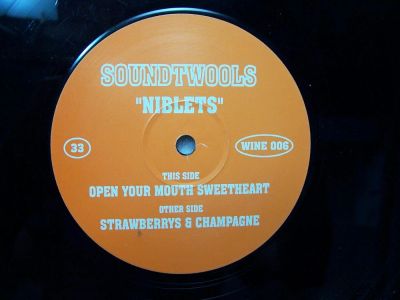 SOUNDTWOOLS
"NIBLETS"
33
WINE 006
THIS SIDE
OPEN YOUR MOUTH SWEETHEART
OTHER SIDE
STRAWBERRYS & CHAMPAGNE